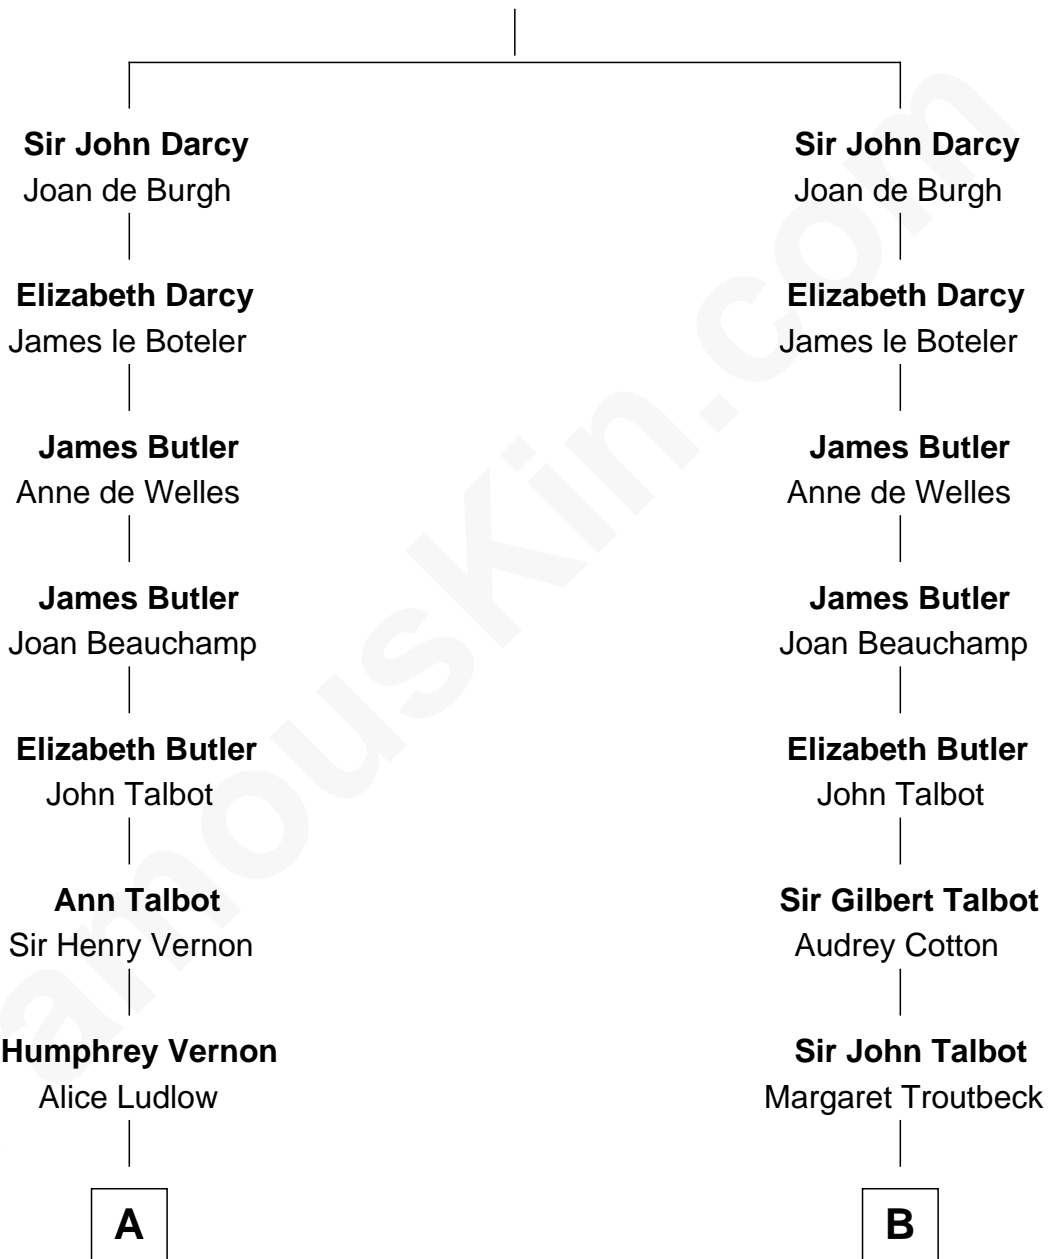 Sir John Darcy
Joan de Burgh
Elizabeth Darcy
James le Boteler
James Butler
Anne de Welles
James Butler
Joan Beauchamp
Elizabeth Butler
John Talbot
Ann Talbot
Sir Henry Vernon
Humphrey Vernon
Alice Ludlow
A
Sir John Darcy
Joan de Burgh
Elizabeth Darcy
James le Boteler
James Butler
Anne de Welles
James Butler
Joan Beauchamp
Elizabeth Butler
John Talbot
Sir Gilbert Talbot
Audrey Cotton
Sir John Talbot
Margaret Troutbeck
B
amousKin.com